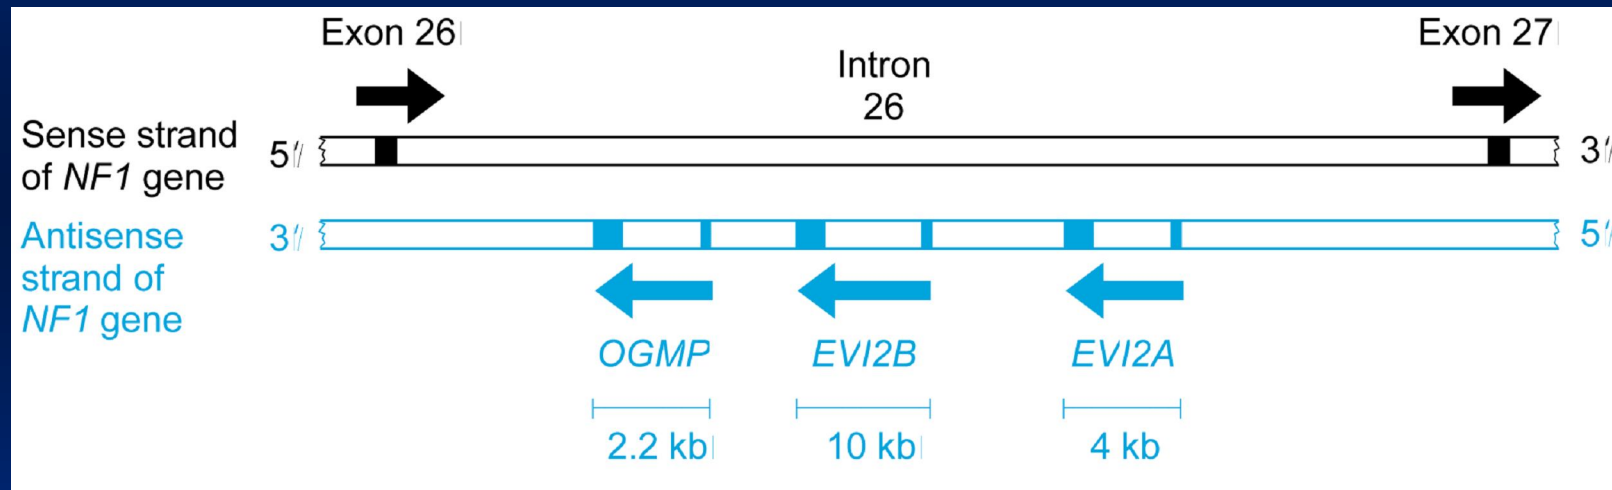 Exon 26
Exon 27
Intron
26
Sense strand
of NF1 gene
5′
3′
Antisense
strand of
NF1 gene
3′
5′
OGMP
EVI2B
EVI2A
2.2 kb
10 kb
4 kb